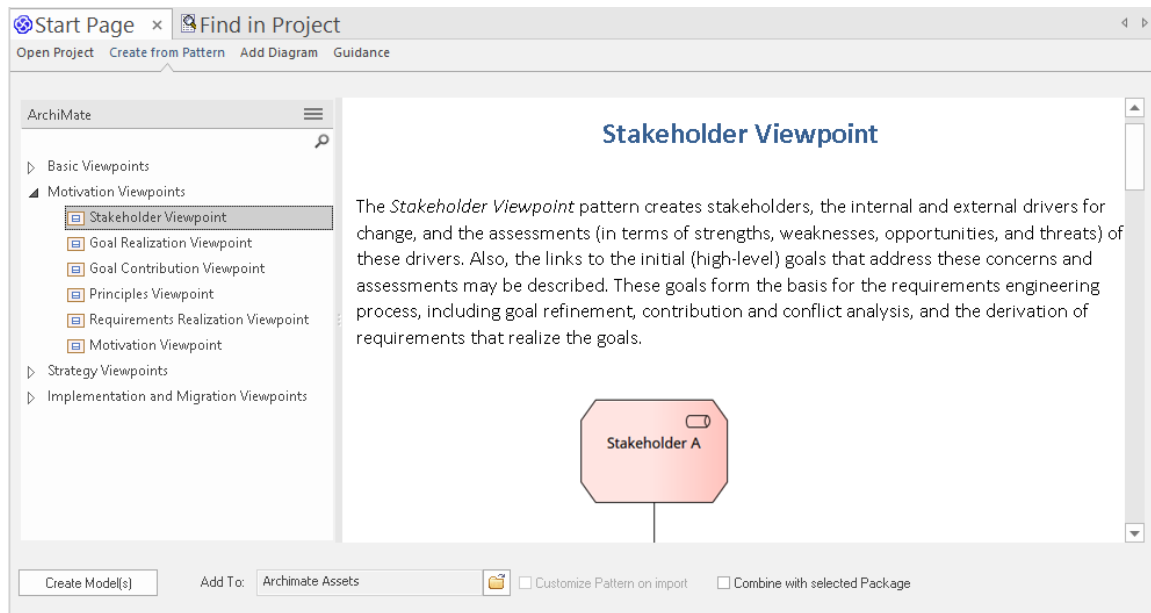 Start Page × Find in Project
Open Project Create from Pattern Add Diagram Guidance
ArchiMate
Basic Viewpoints
Motivation Viewpoints
Stakeholder Viewpoint
Goal Realization Viewpoint
Goal Contribution Viewpoint
Principles Viewpoint
Requirements Realization Viewpoint
Motivation Viewpoint
Strategy Viewpoints
Implementation and Migration Viewpoints
Stakeholder Viewpoint
The Stakeholder Viewpoint pattern creates stakeholders, the internal and external drivers for
change, and the assessments (in terms of strengths, weaknesses, opportunities, and threats) of
these drivers. Also, the links to the initial (high-level) goals that address these concerns and
assessments may be described. These goals form the basis for the requirements engineering
process, including goal refinement, contribution and conflict analysis, and the derivation of
requirements that realize the goals.
Stakeholder A
Create Model(s) Add To: Archimate Assets Customize Pattern on import Combine with selected Package